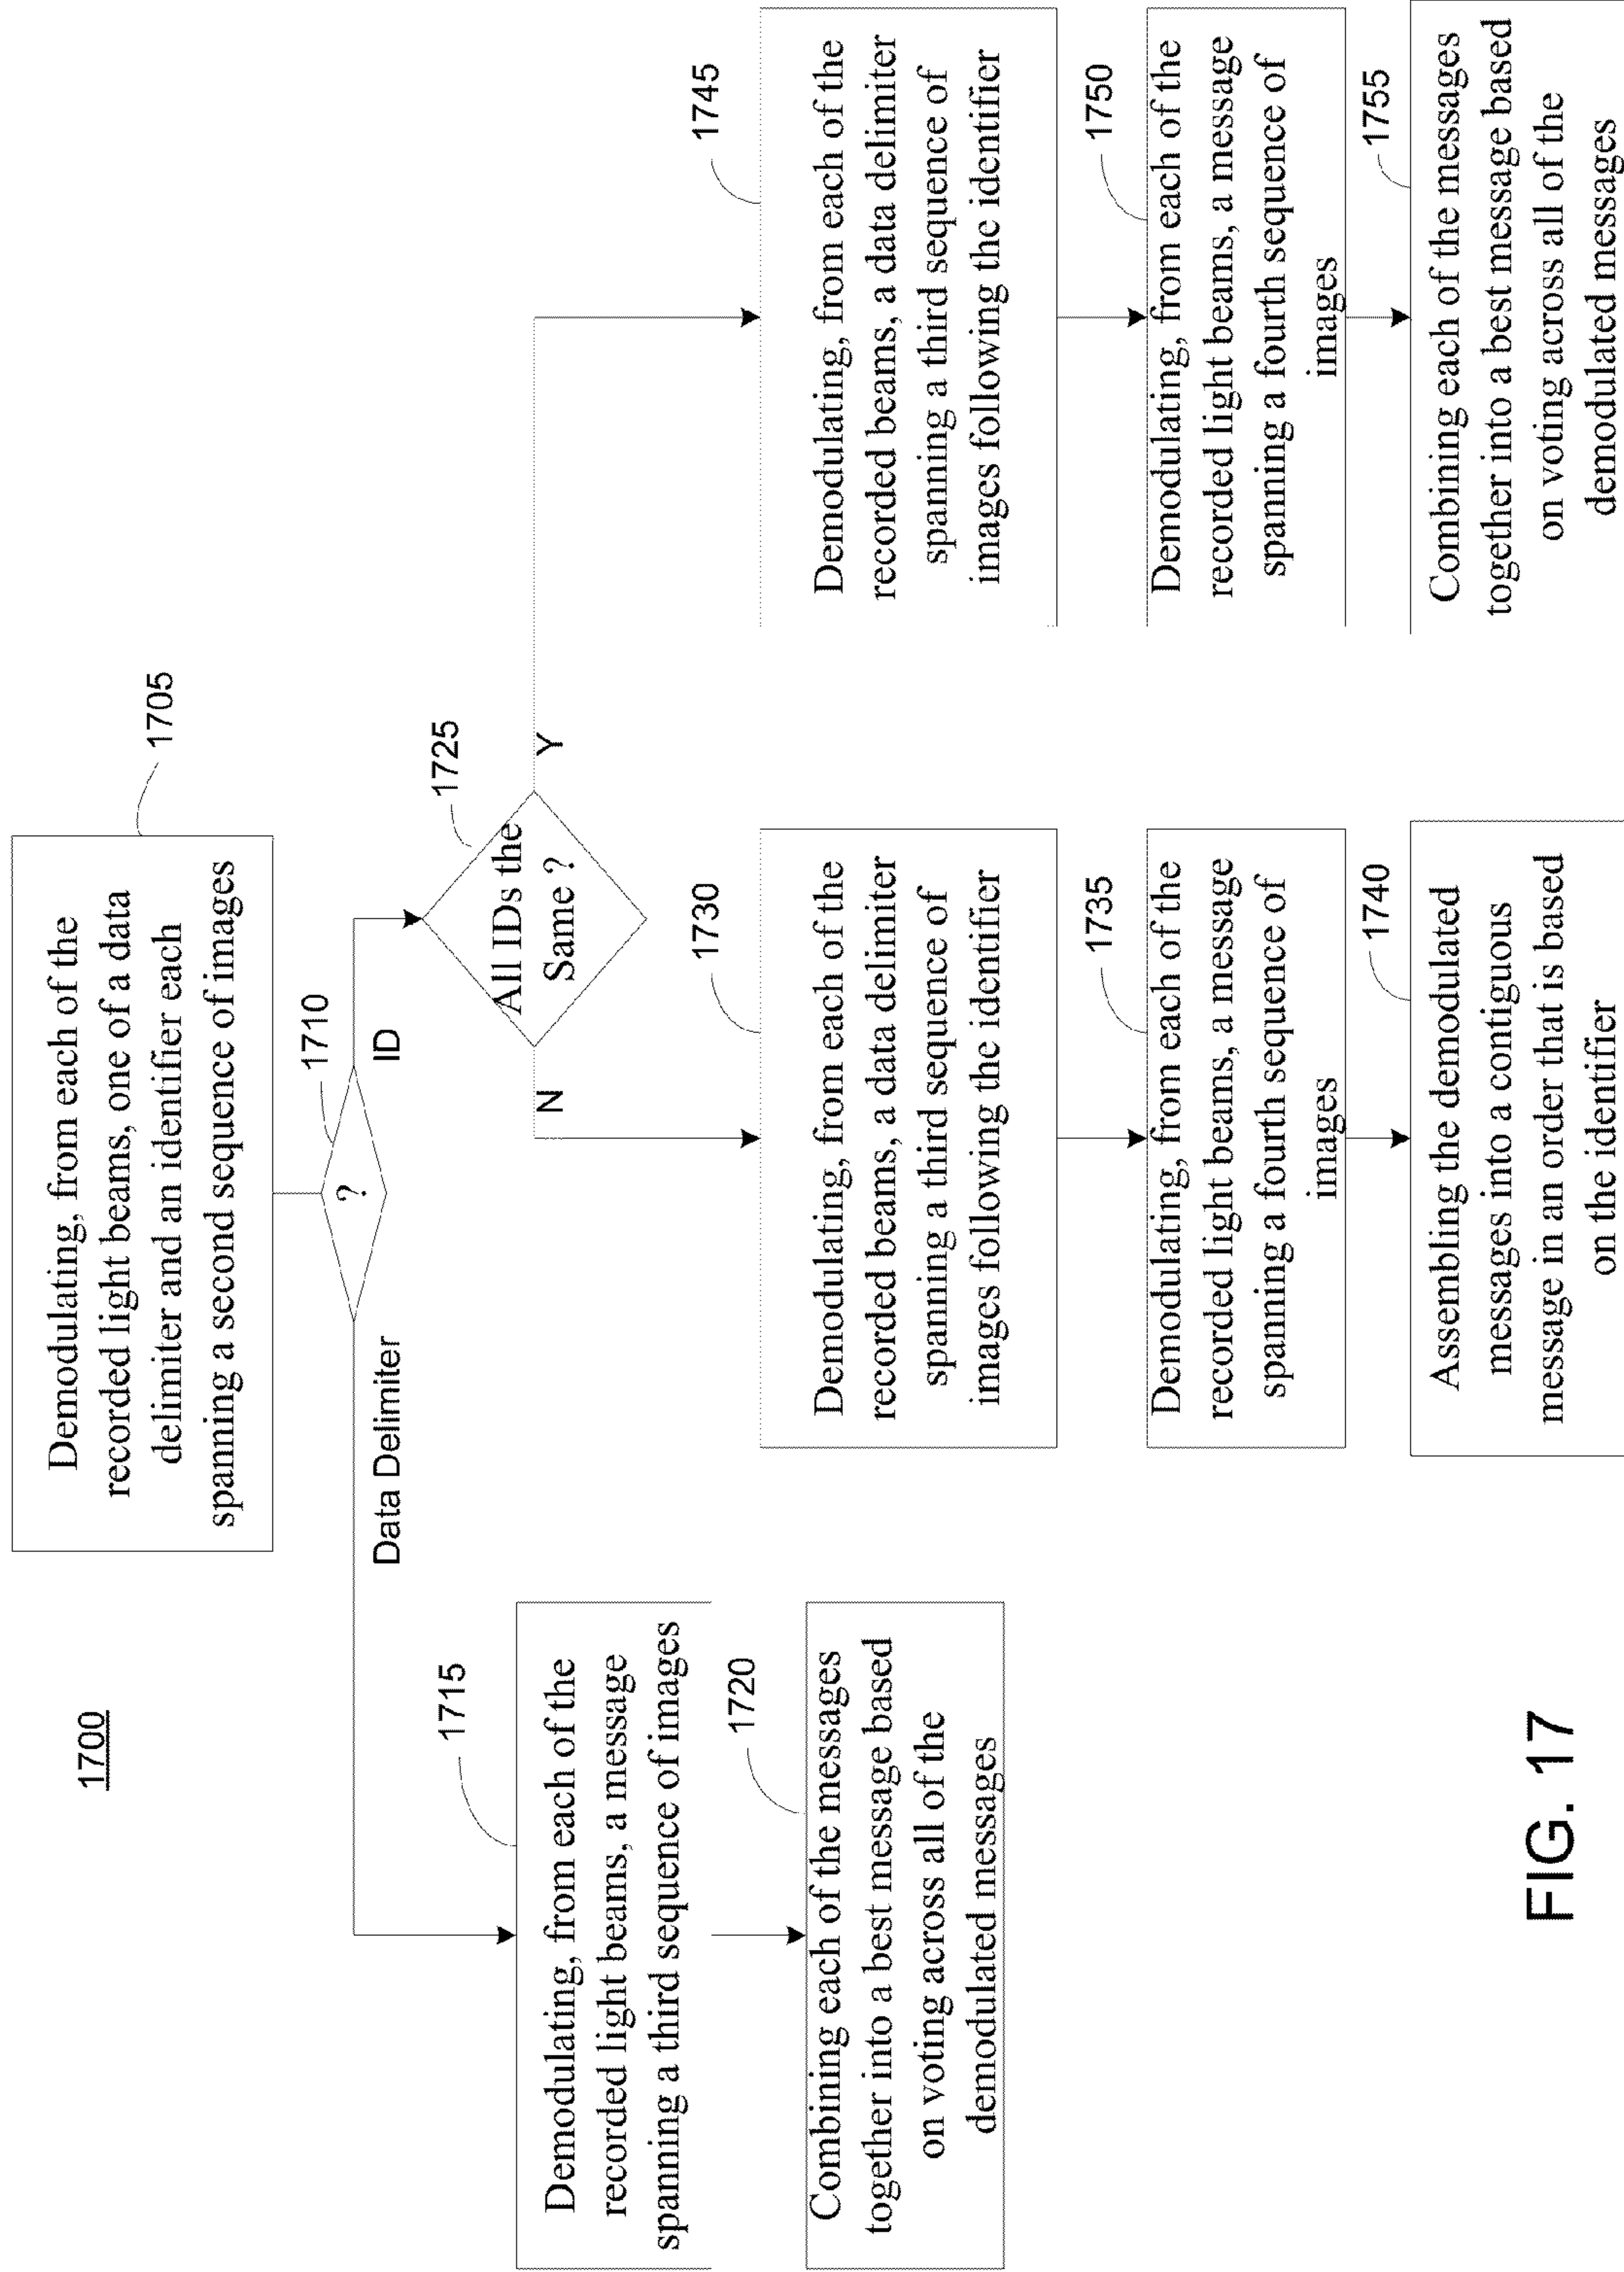 1700
Demodulating, from each of the
recorded light beams, one of a data
delimiter and an identifier each
spanning a second sequence of images
1705
1710
?
Data Delimiter
ID
1715
Demodulating, from each of the
recorded light beams, a message
spanning a third sequence of images
1720
Combining each of the messages
together into a best message based
on voting across all of the
demodulated messages
1725
All IDs the
Same ?
N
Y
1730
Demodulating, from each of the
recorded beams, a data delimiter
spanning a third sequence of
images following the identifier
1735
Demodulating, from each of the
recorded light beams, a message
spanning a fourth sequence of
images
1740
Assembling the demodulated
messages into a contiguous
message in an order that is based
on the identifier
1745
Demodulating, from each of the
recorded beams, a data delimiter
spanning a third sequence of
images following the identifier
1750
Demodulating, from each of the
recorded light beams, a message
spanning a fourth sequence of
images
1755
Combining each of the messages
together into a best message based
on voting across all of the
demodulated messages
FIG. 17